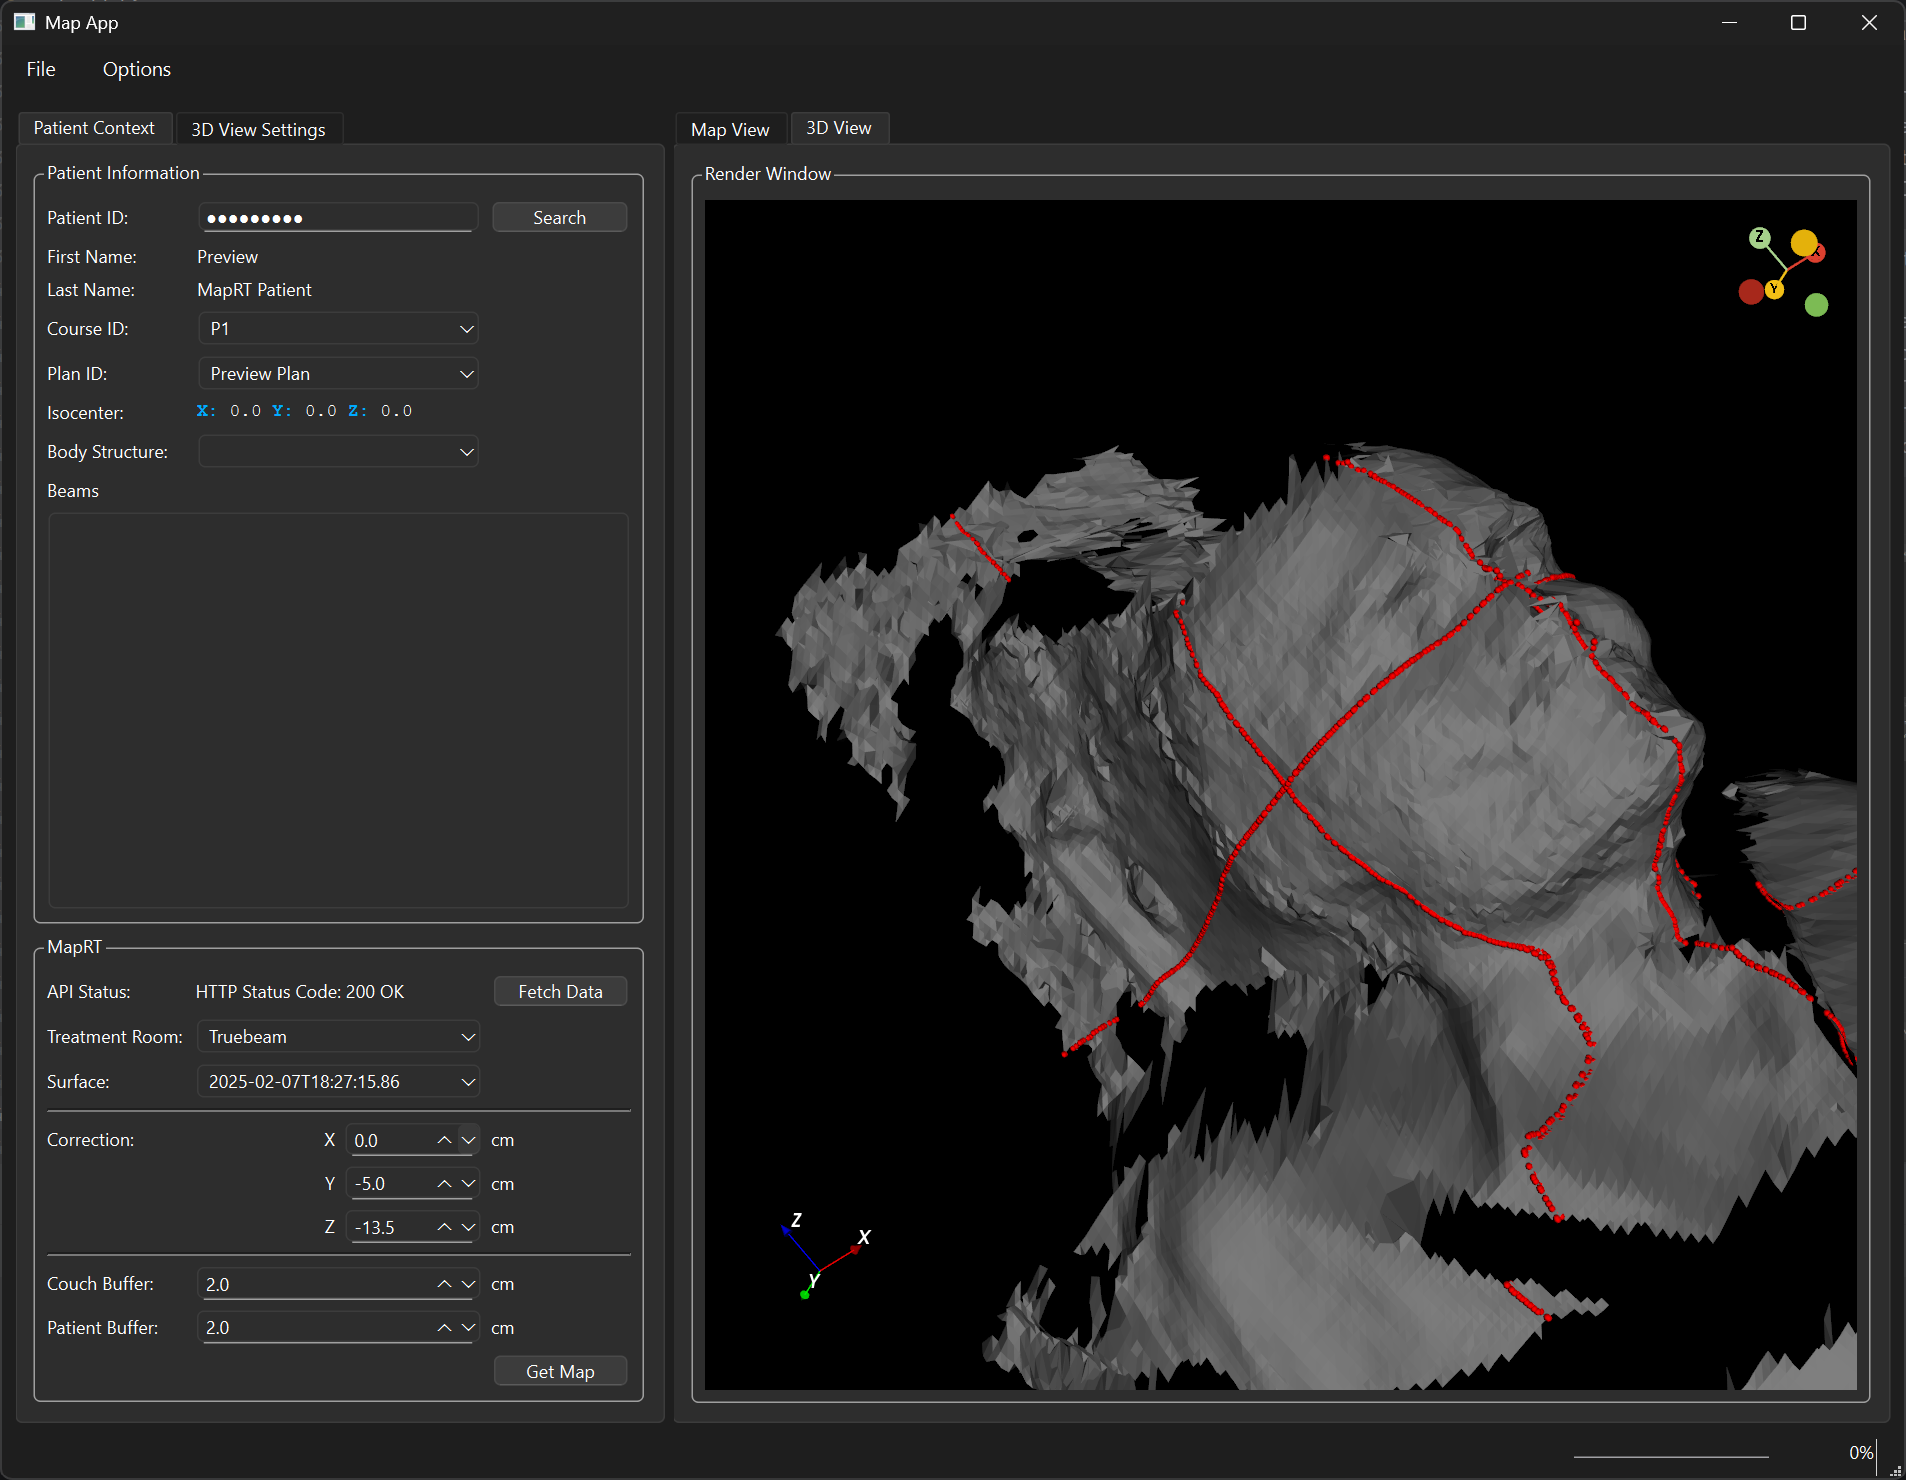 Map App
File Options
Patient Context 3D View Settings
Map View 3D View
Patient Information
Patient ID: ●●●●●●●●● Search
First Name: Preview
Last Name: MapRT Patient
Course ID: P1
Plan ID: Preview Plan
Isocenter: X: 0.0 Y: 0.0 Z: 0.0
Body Structure:
Beams
MapRT
API Status: HTTP Status Code: 200 OK Fetch Data
Treatment Room: Truebeam
Surface: 2025-02-07T18:27:15.86
Correction: X 0.0 cm
Y -5.0 cm
Z -13.5 cm
Couch Buffer: 2.0 cm
Patient Buffer: 2.0 cm
Get Map
Render Window
Z
X
Y
Z
X
Y
0%